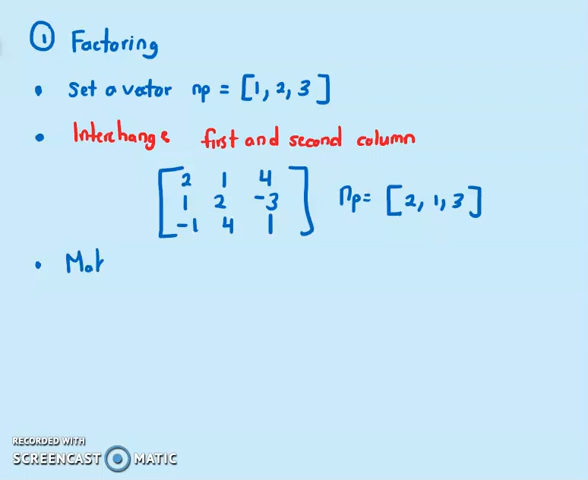 ① Factoring
• Set a vector np = [1, 2, 3]
• Interchange first and second column
2 1 4
1 2 -3 np= [2, 1, 3]
-1 4 1
• Mat
RECORDED WITH
SCREENCAST MATIC